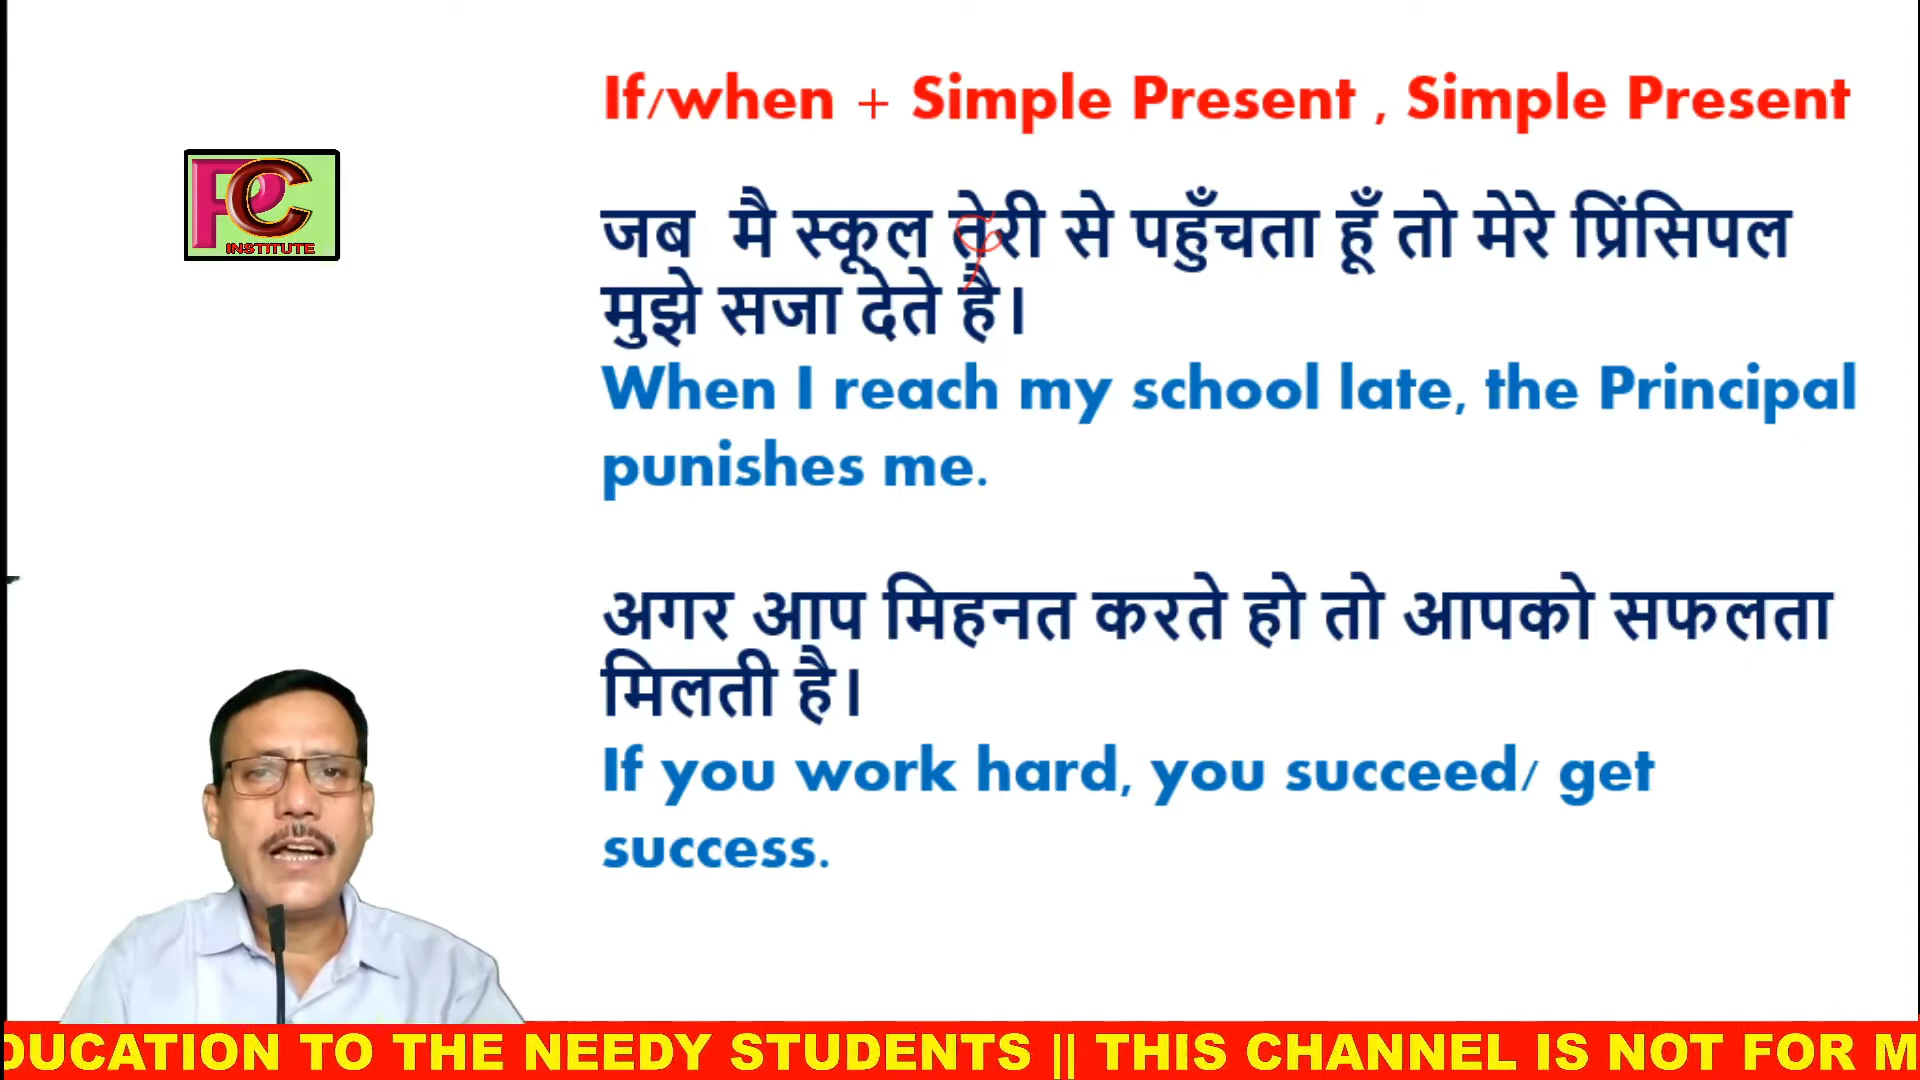 If/when + Simple Present , Simple Present
PC
INSTITUTE
जब मै स्कूल तेरी से पहुँचता हूँ तो मेरे प्रिंसिपल
मुझे सजा देते है।
When I reach my school late, the Principal
punishes me.
अगर आप मिहनत करते हो तो आपको सफलता
मिलती है।
If you work hard, you succeed/ get
success.
DUCATION TO THE NEEDY STUDENTS || THIS CHANNEL IS NOT FOR M